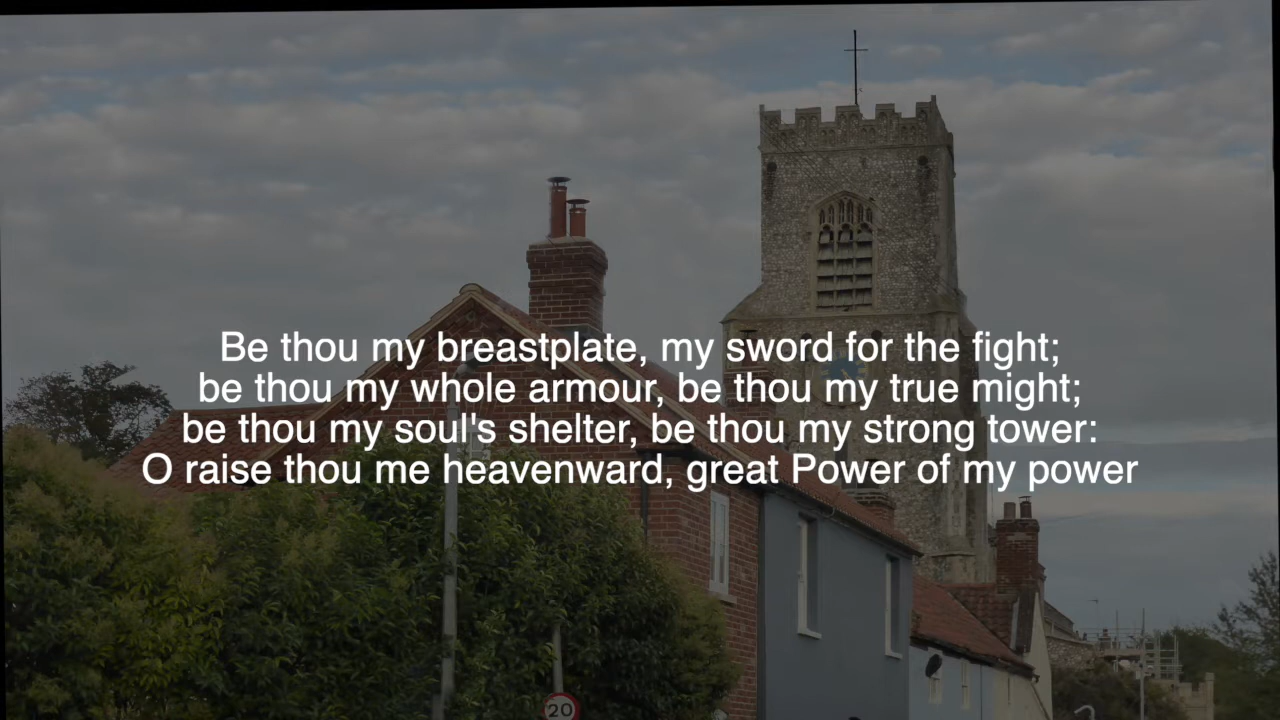 Be thou my breastplate, my sword for the fight;
be thou my whole armour, be thou my true might;
be thou my soul's shelter, be thou my strong tower:
O raise thou me heavenward, great Power of my power
20